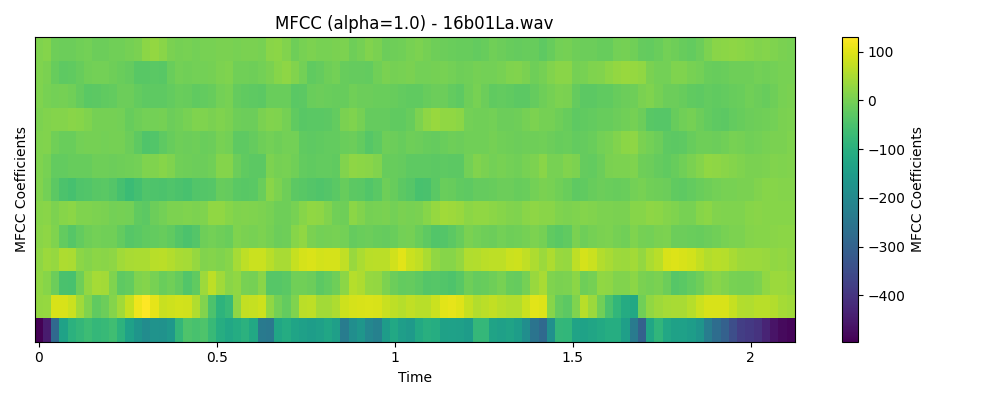 MFCC (alpha=1.0) - 16b01La.wav
MFCC Coefficients
0 0.5 1 1.5 2
Time
100
0
−100
−200
−300
−400
MFCC Coefficients